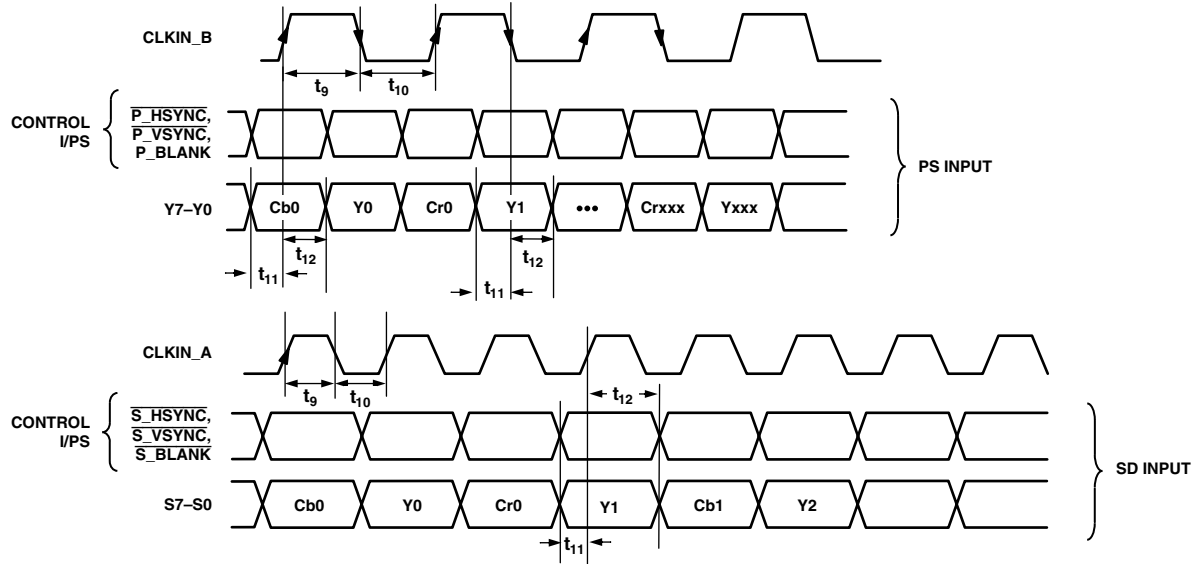 CLKIN_B
t9 t10
CONTROL I/PS
P_HSYNC,
P_VSYNC,
P_BLANK
PS INPUT
Y7–Y0
Cb0 Y0 Cr0 Y1 ••• Crxxx Yxxx
t12 t12
t11 t11
CLKIN_A
t9 t10 t12
CONTROL I/PS
S_HSYNC,
S_VSYNC,
S_BLANK
SD INPUT
S7–S0
Cb0 Y0 Cr0 Y1 Cb1 Y2
t11